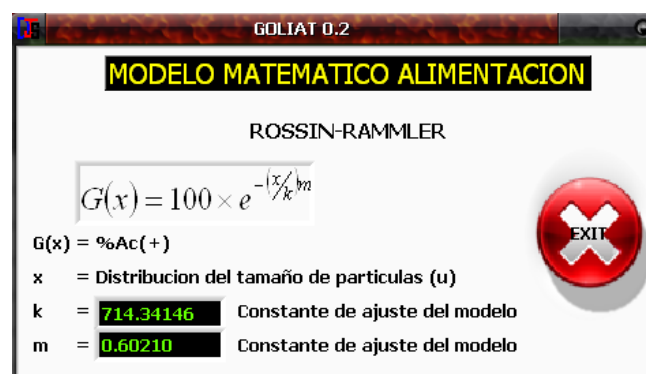 GOLIAT 0.2
MODELO MATEMATICO ALIMENTACION
ROSSIN-RAMMLER
G(x) = 100 × e^{-(x/k)^m}
G(x) = %Ac(+)
x = Distribucion del tamaño de particulas (u)
k = 714.34146 Constante de ajuste del modelo
m = 0.60210 Constante de ajuste del modelo
EXIT